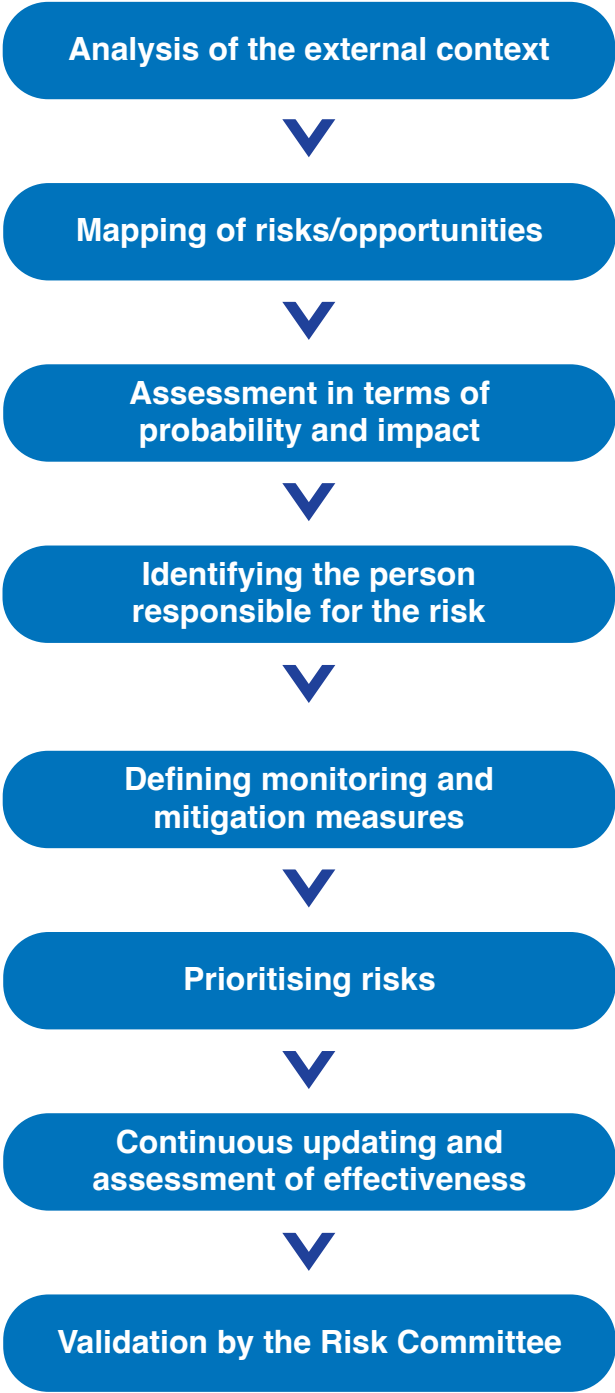 Analysis of the external context
Mapping of risks/opportunities
Assessment in terms of
probability and impact
Identifying the person
responsible for the risk
Defining monitoring and
mitigation measures
Prioritising risks
Continuous updating and
assessment of effectiveness
Validation by the Risk Committee